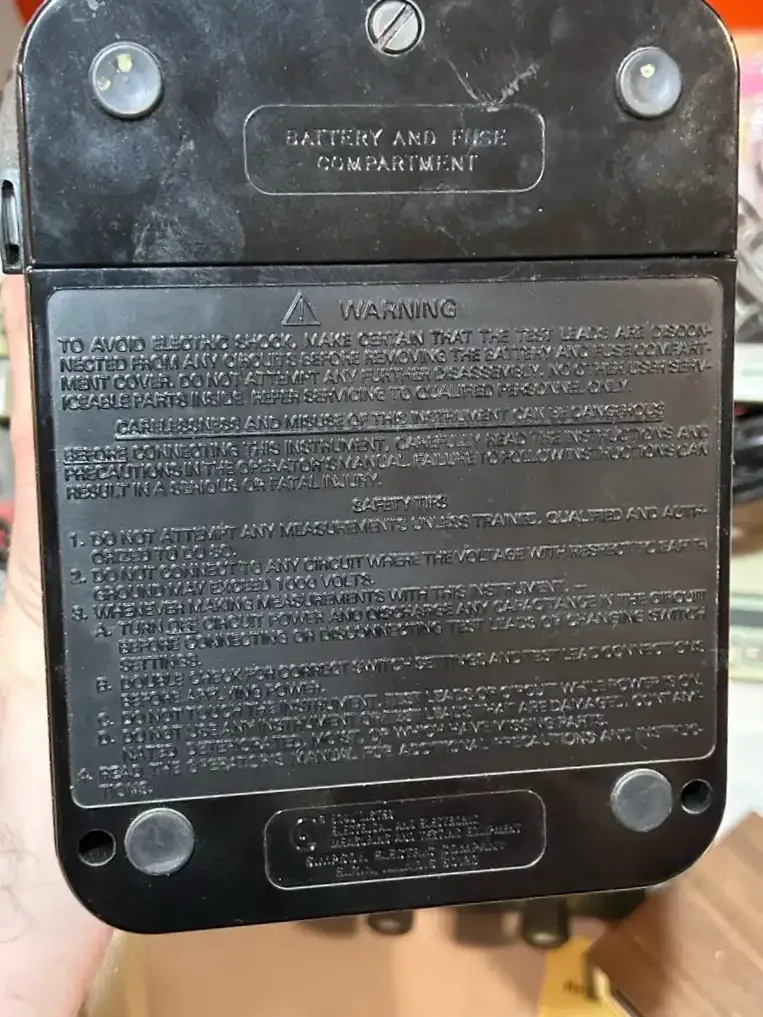 BATTERY AND FUSE
COMPARTMENT
WARNING
TO AVOID ELECTRIC SHOCK, MAKE CERTAIN THAT THE TEST LEADS ARE DISCON-
NECTED FROM ANY CIRCUITS BEFORE REMOVING THE BATTERY AND FUSE COMPART-
MENT COVER. DO NOT ATTEMPT ANY FURTHER DISASSEMBLY. NO OTHER USER SERV-
ICEABLE PARTS INSIDE. REFER SERVICING TO QUALIFIED PERSONNEL ONLY.
CARELESSNESS AND MISUSE OF THIS INSTRUMENT CAN BE DANGEROUS
BEFORE CONNECTING THIS INSTRUMENT, CAREFULLY READ THE INSTRUCTIONS AND
PRECAUTIONS IN THE OPERATOR'S MANUAL. FAILURE TO FOLLOW INSTRUCTIONS CAN
RESULT IN A SERIOUS OR FATAL INJURY.
SAFETY TIPS
1. DO NOT ATTEMPT ANY MEASUREMENTS UNLESS TRAINED, QUALIFIED AND AUTH-
ORIZED TO DO SO.
2. DO NOT CONNECT TO ANY CIRCUIT WHERE THE VOLTAGE WITH RESPECT TO EARTH
GROUND MAY EXCEED 1000 VOLTS.
3. WHENEVER MAKING MEASUREMENTS WITH THIS INSTRUMENT, —
A. TURN OFF CIRCUIT POWER AND DISCHARGE ANY CAPACITANCE IN THE CIRCUIT
BEFORE CONNECTING OR DISCONNECTING TEST LEADS OR CHANGING SWITCH
SETTINGS.
B. DOUBLE CHECK FOR CORRECT SWITCH SETTINGS AND TEST LEAD CONNECTIONS
BEFORE APPLYING POWER.
C. DO NOT TOUCH THE INSTRUMENT, TEST LEADS OR CIRCUIT WHILE POWER IS ON.
D. DO NOT USE ANY INSTRUMENT OR TEST LEADS THAT ARE DAMAGED, CONTAMI-
NATED, DETERIORATED, MOIST, OR WHICH HAVE MISSING PARTS.
4. READ THE OPERATOR'S MANUAL FOR ADDITIONAL PRECAUTIONS AND INSTRUC-
TIONS.
ELECTRICAL AND ELECTRONIC
MEASURING AND TESTING EQUIPMENT
SIMPSON ELECTRIC COMPANY